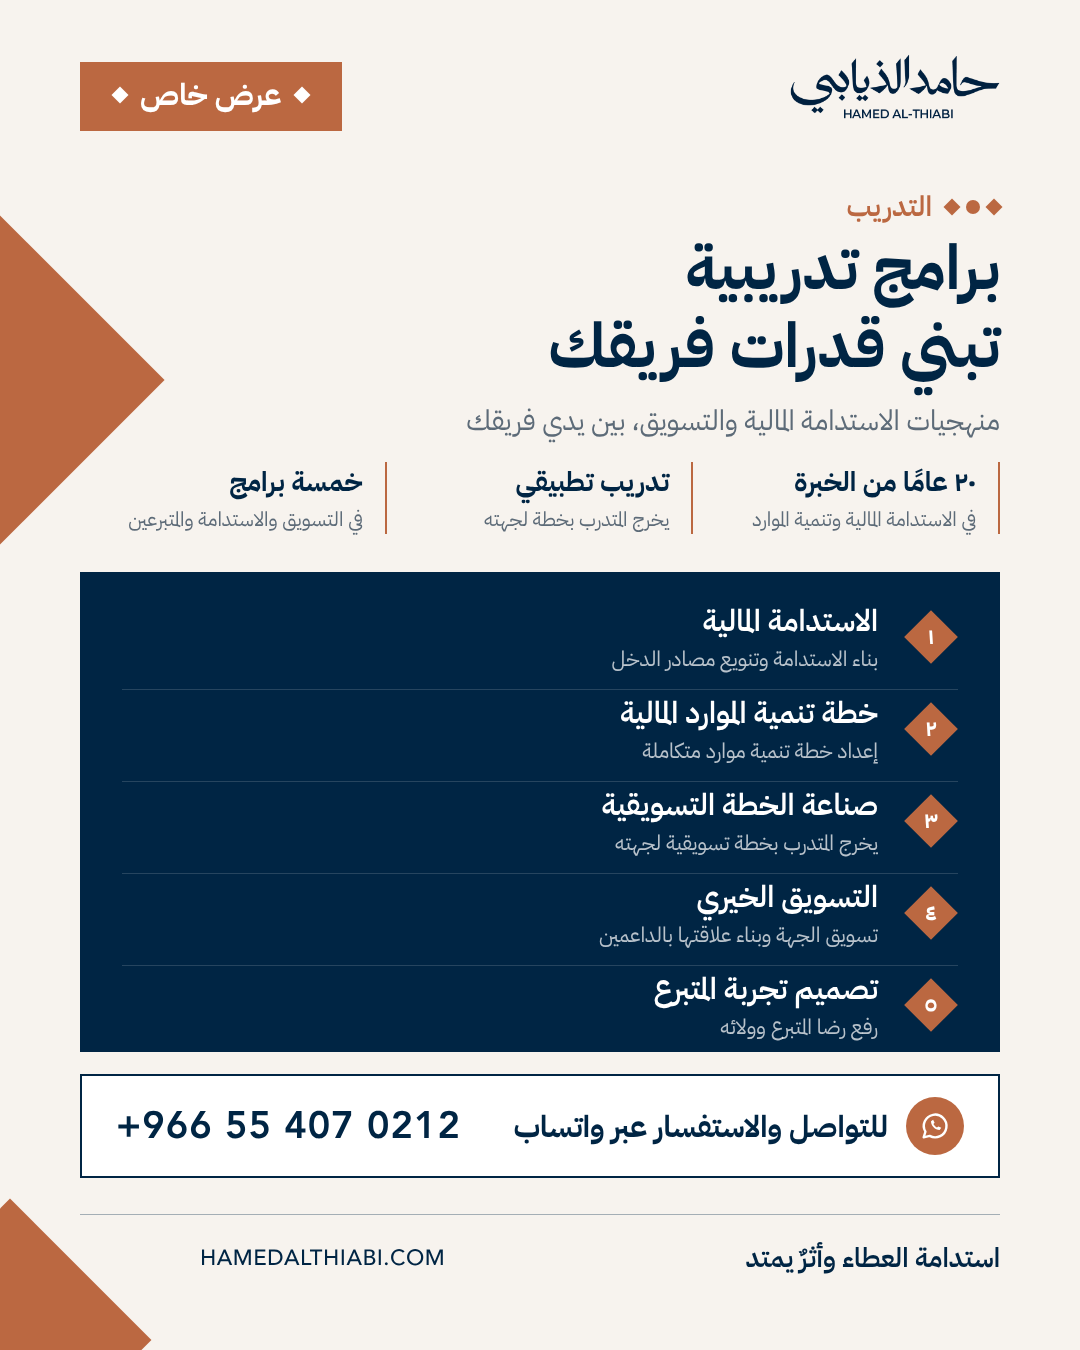 حامد الذيابي
HAMED AL-THIABI
عرض خاص
التدريب
برامج تدريبية
تبني قدرات فريقك
منهجيات الاستدامة المالية والتسويق، بين يدي فريقك
٢٠ عامًا من الخبرة
في الاستدامة المالية وتنمية الموارد
تدريب تطبيقي
يخرج المتدرب بخطة لجهته
خمسة برامج
في التسويق والاستدامة والمتبرعين
١
الاستدامة المالية
بناء الاستدامة وتنويع مصادر الدخل
٢
خطة تنمية الموارد المالية
إعداد خطة تنمية موارد متكاملة
٣
صناعة الخطة التسويقية
يخرج المتدرب بخطة تسويقية لجهته
٤
التسويق الخيري
تسويق الجهة وبناء علاقتها بالداعمين
٥
تصميم تجربة المتبرع
رفع رضا المتبرع وولائه
للتواصل والاستفسار عبر واتساب
+966 55 407 0212
استدامة العطاء وأثرٌ يمتد
HAMEDALTHIABI.COM